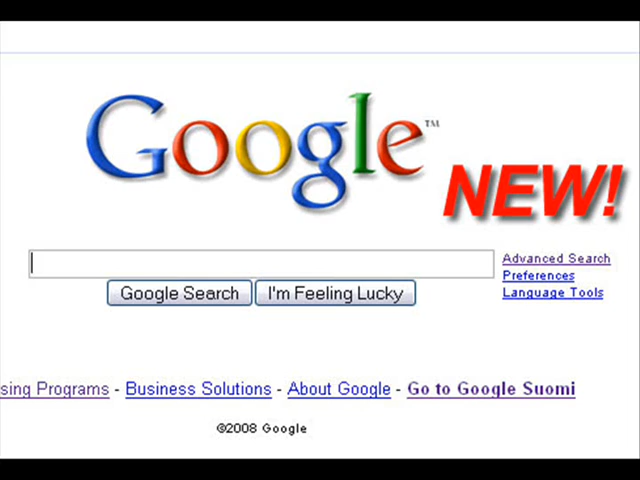 Google™
NEW!
Advanced Search
Preferences
Language Tools
Google Search I'm Feeling Lucky
sing Programs - Business Solutions - About Google - Go to Google Suomi
©2008 Google